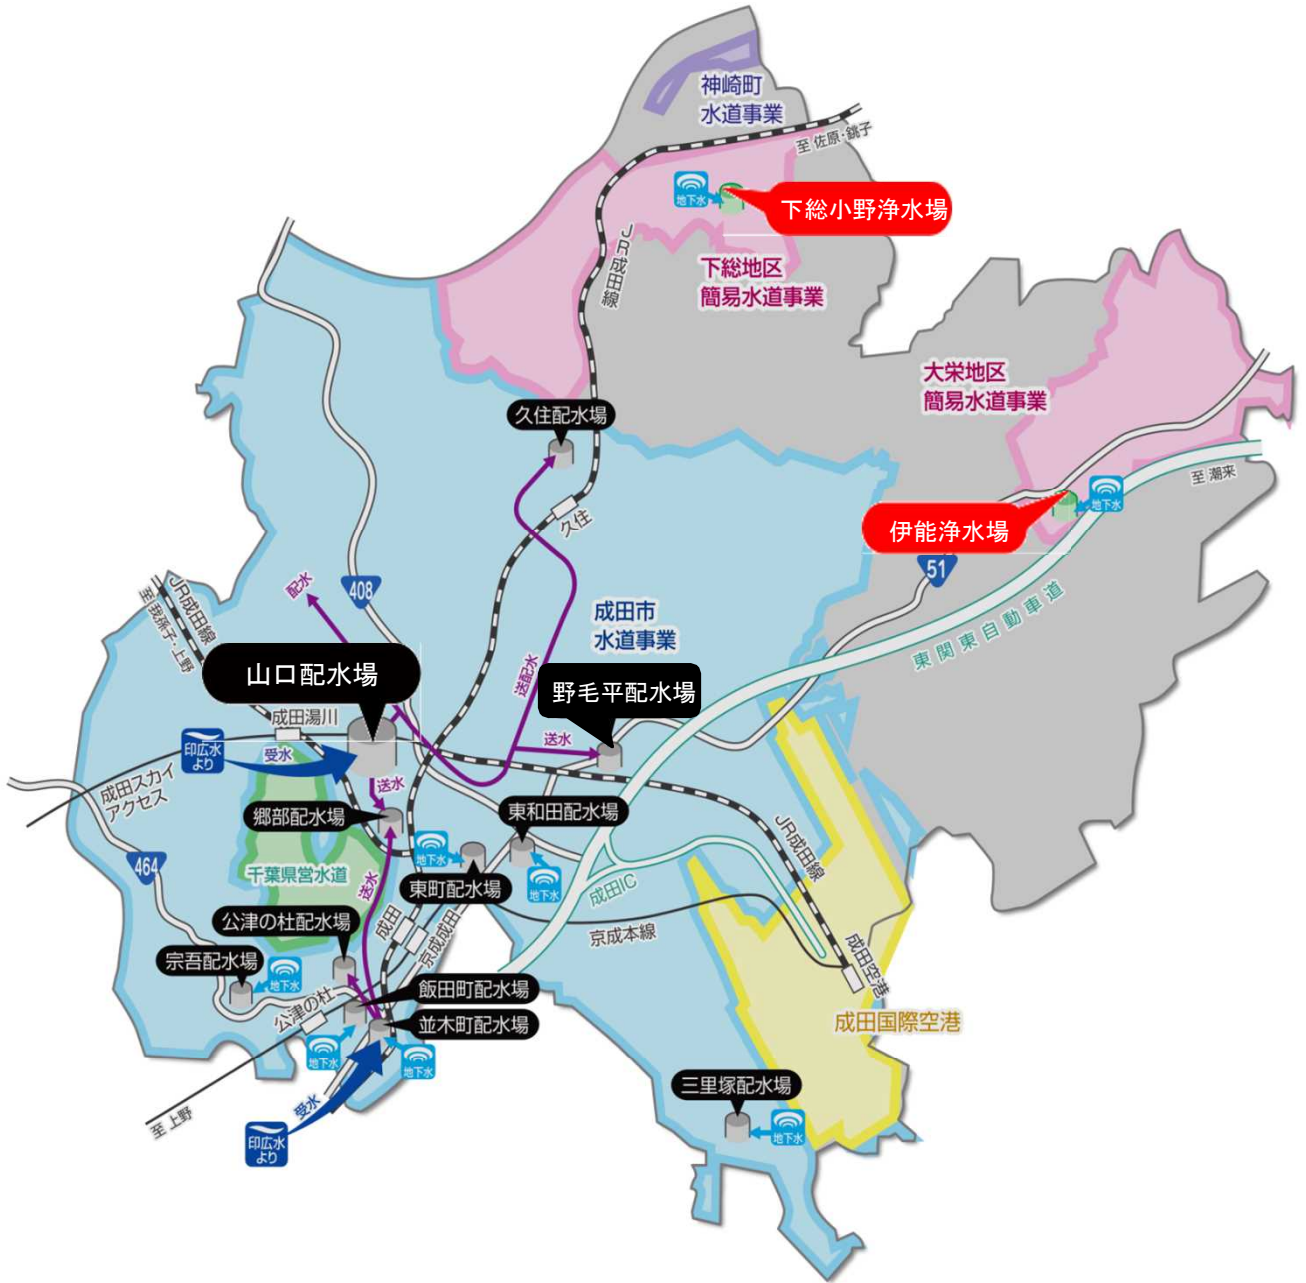 神崎町
水道事業
至 佐原・銚子
地下水
下総小野浄水場
JR成田線
下総地区
簡易水道事業
大栄地区
簡易水道事業
久住配水場
至 潮来
地下水
伊能浄水場
久住
51
配水
408
成田市
水道事業
東関東自動車道
JR成田線
至 我孫子・上野
山口配水場
送配水
野毛平配水場
成田湯川
印広水
より
受水
送水
成田スカイ
アクセス
送水
郷部配水場
東和田配水場
JR成田線
464
千葉県営水道
地下水
東町配水場
地下水
成田IC
送水
公津の杜配水場
成田
京成成田
京成本線
成田空港
宗吾配水場
地下水
飯田町配水場
公津の杜
並木町配水場
成田国際空港
地下水
地下水
三里塚配水場
受水
至 上野
印広水
より
地下水